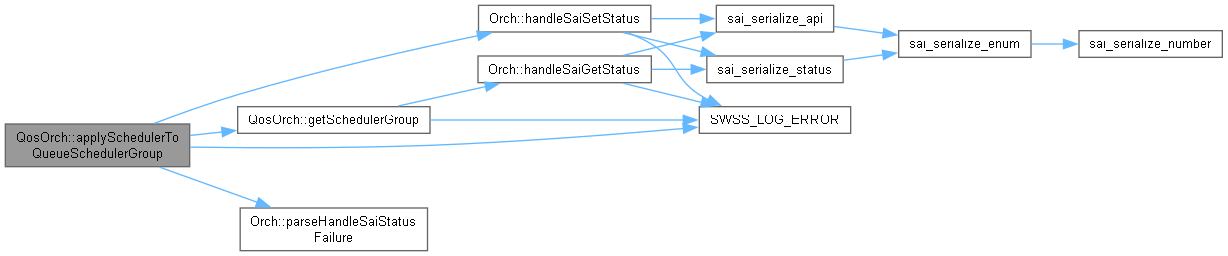 Orch::handleSaiSetStatus
sai_serialize_api
sai_serialize_enum
sai_serialize_number
Orch::handleSaiGetStatus
sai_serialize_status
QosOrch::getSchedulerGroup
SWSS_LOG_ERROR
QosOrch::applySchedulerTo
QueueSchedulerGroup
Orch::parseHandleSaiStatus
Failure